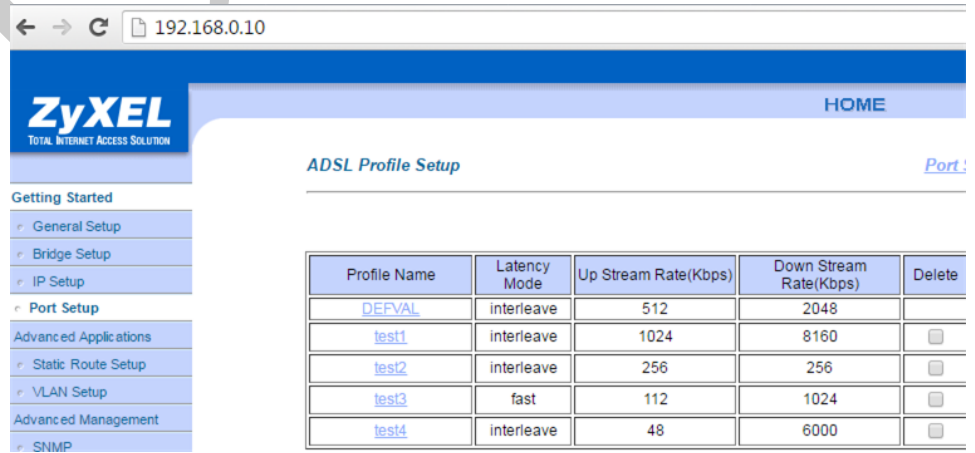 192.168.0.10
ZyXEL
TOTAL INTERNET ACCESS SOLUTION
HOME
ADSL Profile Setup
Port
Getting Started
General Setup
Bridge Setup
IP Setup
Port Setup
Advanced Applications
Static Route Setup
VLAN Setup
Advanced Management
SNMP
Profile Name Latency Mode Up Stream Rate(Kbps) Down Stream Rate(Kbps) Delete
DEFVAL interleave 512 2048
test1 interleave 1024 8160
test2 interleave 256 256
test3 fast 112 1024
test4 interleave 48 6000